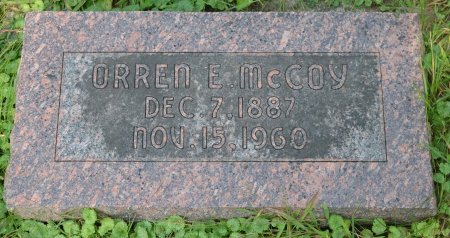 ORREN E. McCOY
DEC. 7. 1887
NOV. 15. 1960